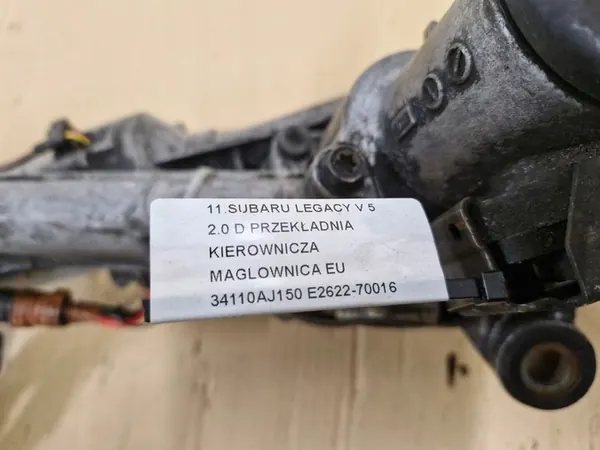 11.SUBARU LEGACY V 5
2.0 D PRZEKŁADNIA
KIEROWNICZA
MAGLOWNICA EU
34110AJ150 E2622-70016